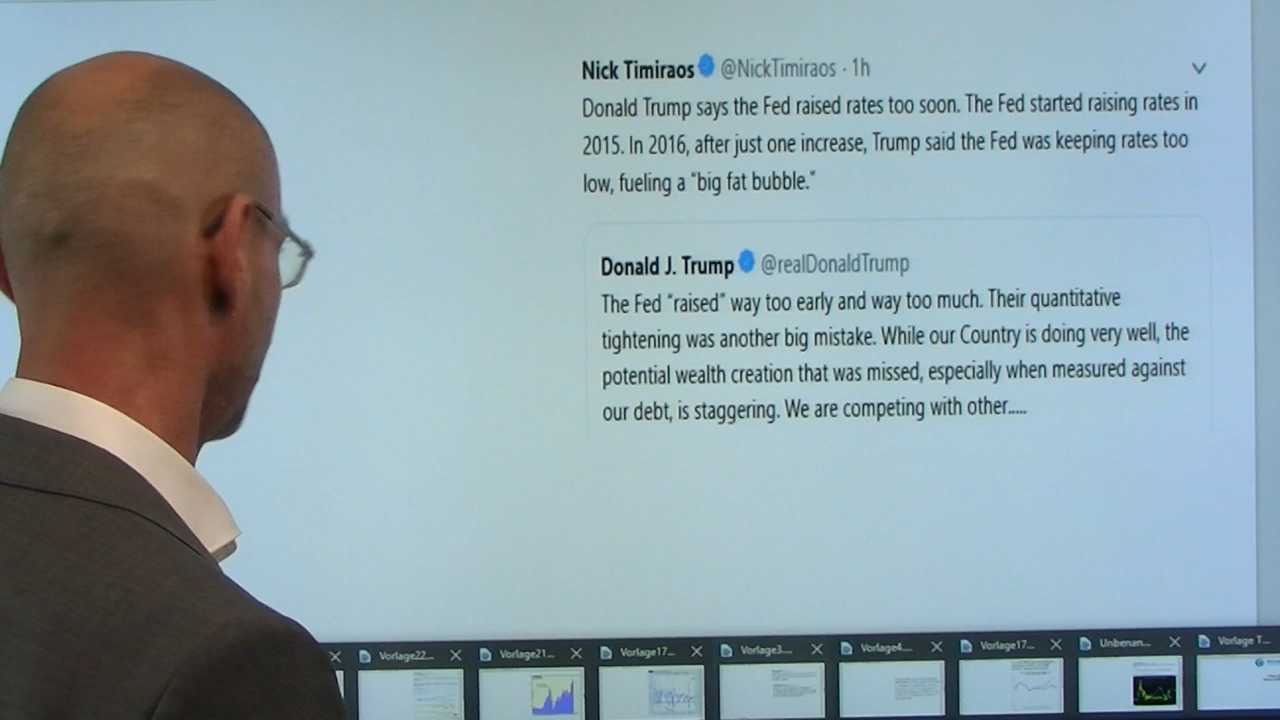 Nick Timiraos @NickTimiraos · 1h
Donald Trump says the Fed raised rates too soon. The Fed started raising rates in
2015. In 2016, after just one increase, Trump said the Fed was keeping rates too
low, fueling a "big fat bubble."
Donald J. Trump @realDonaldTrump
The Fed "raised" way too early and way too much. Their quantitative
tightening was another big mistake. While our Country is doing very well, the
potential wealth creation that was missed, especially when measured against
our debt, is staggering. We are competing with other.....
Vorlage22... Vorlage21... Vorlage17... Vorlage3.... Vorlage4.... Vorlage17... Unbenan... Vorlage T...